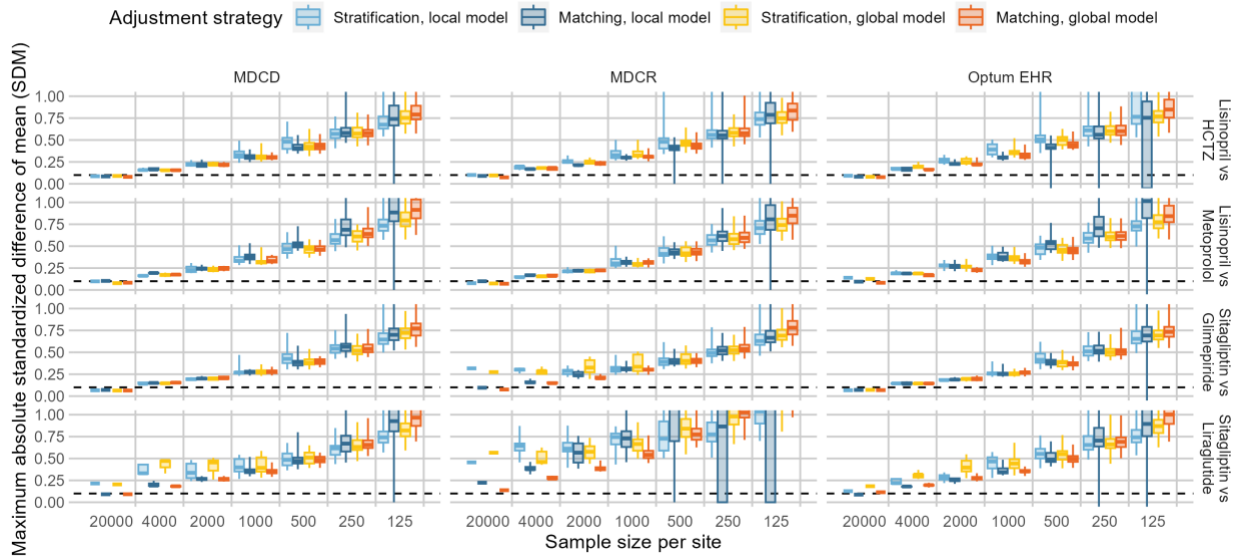 Adjustment strategy
Stratification, local model
Matching, local model
Stratification, global model
Matching, global model
Maximum absolute standardized difference of mean (SDM)
MDCD
MDCR
Optum EHR
1.00
0.75
0.50
0.25
0.00
Lisinopril vs
HCTZ
1.00
0.75
0.50
0.25
0.00
Lisinopril vs
Metoprolol
1.00
0.75
0.50
0.25
0.00
Sitagliptin vs
Glimepiride
1.00
0.75
0.50
0.25
0.00
Sitagliptin vs
Liraglutide
20000 4000 2000 1000 500 250 125
20000 4000 2000 1000 500 250 125
20000 4000 2000 1000 500 250 125
Sample size per site